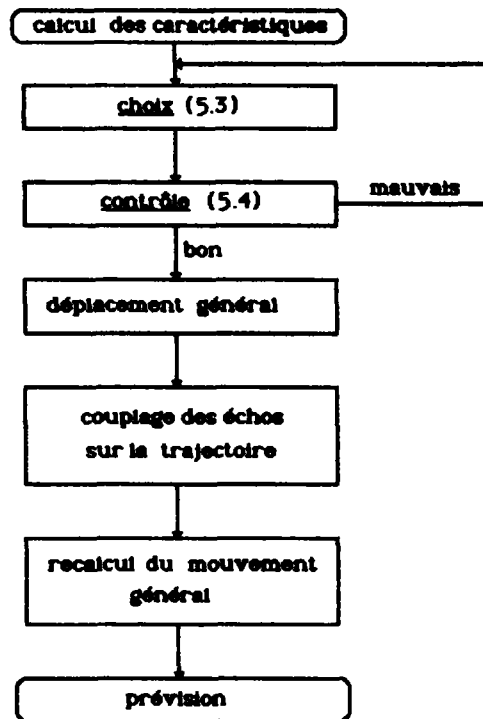 calcul des caractéristiques
choix (5.3)
contrôle (5.4)
mauvais
bon
déplacement général
couplage des échos
sur la trajectoire
recalcul du mouvement
général
prévision